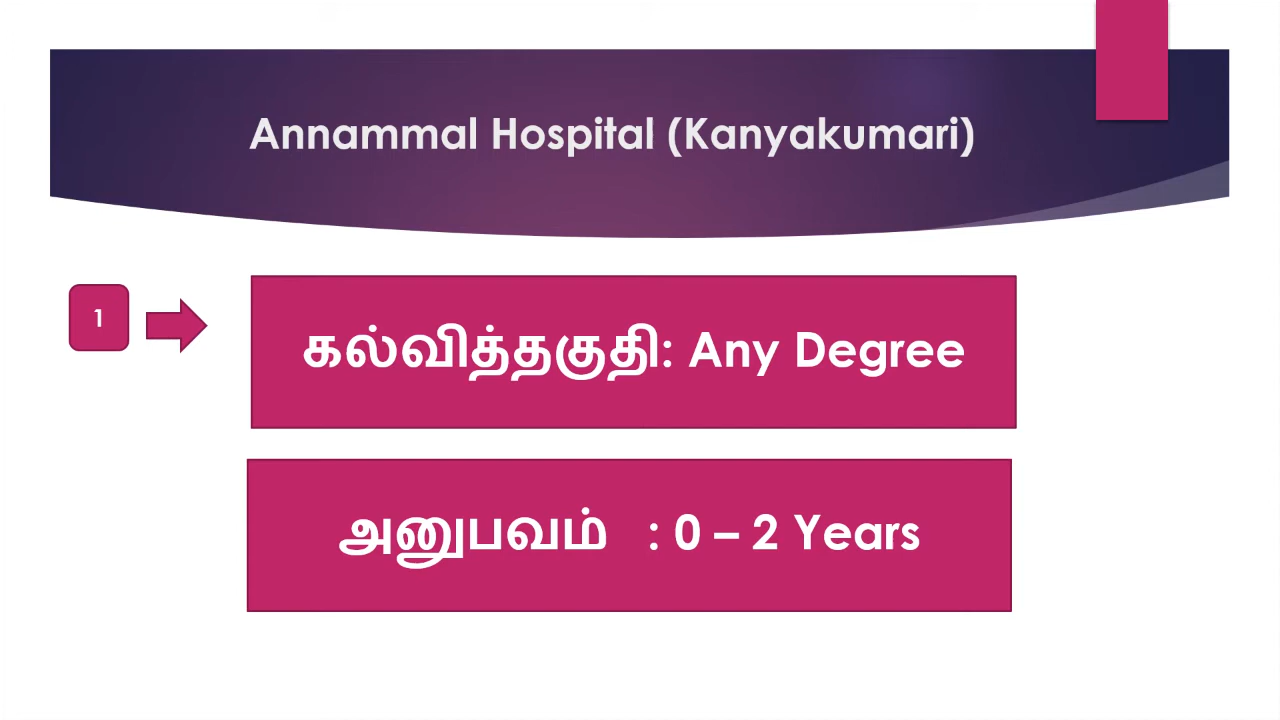 Annammal Hospital (Kanyakumari)
1
கல்வித்தகுதி: Any Degree
அனுபவம் : 0 – 2 Years